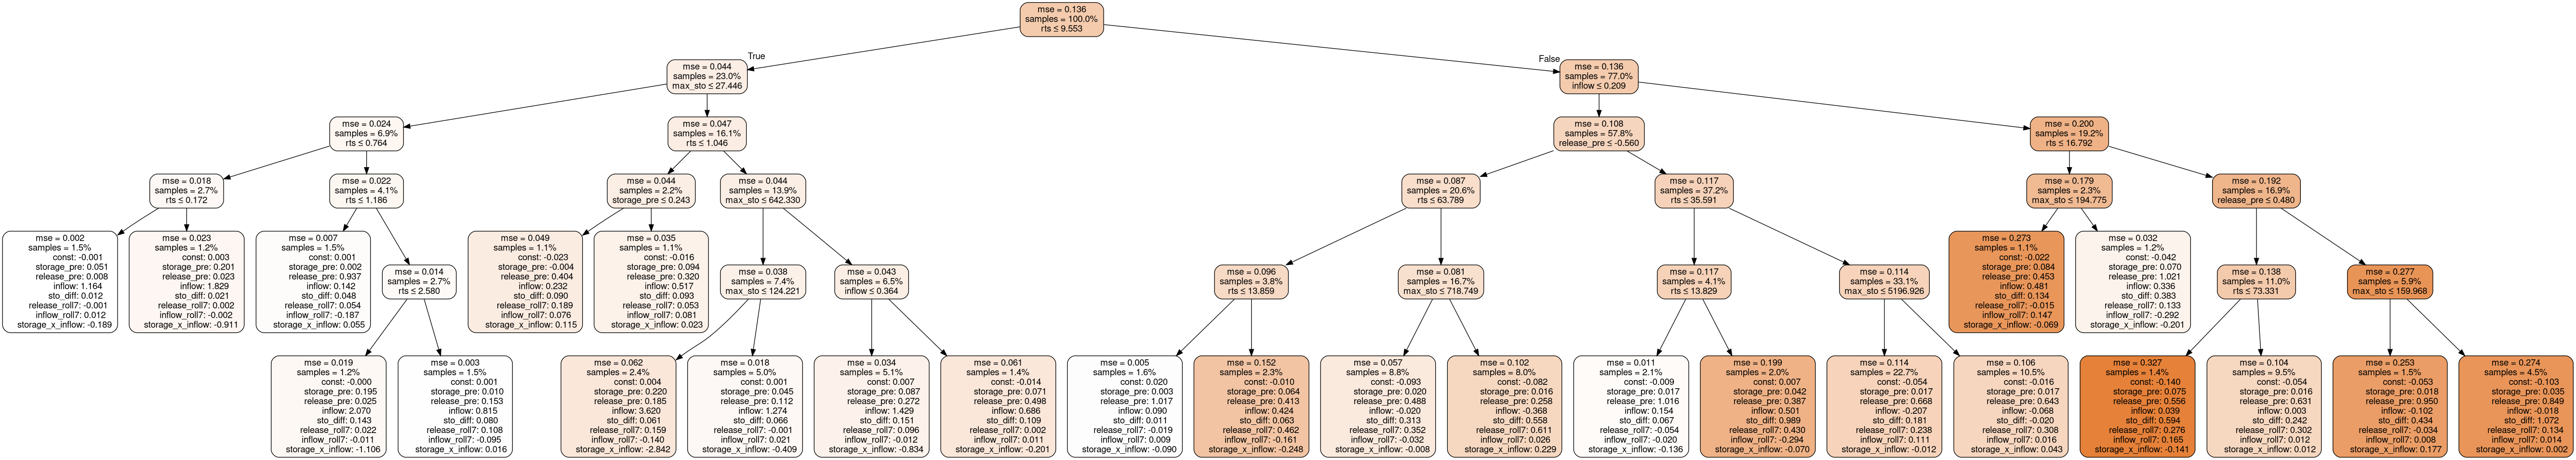 mse = 0.136
samples = 100.0%
rts ≤ 9.553
True
False
mse = 0.044
samples = 23.0%
max_sto ≤ 27.446
mse = 0.136
samples = 77.0%
inflow ≤ 0.209
mse = 0.024
samples = 6.9%
rts ≤ 0.764
mse = 0.047
samples = 16.1%
rts ≤ 1.046
mse = 0.108
samples = 57.8%
release_pre ≤ -0.560
mse = 0.200
samples = 19.2%
rts ≤ 16.792
mse = 0.018
samples = 2.7%
rts ≤ 0.172
mse = 0.022
samples = 4.1%
rts ≤ 1.186
mse = 0.044
samples = 2.2%
storage_pre ≤ 0.243
mse = 0.044
samples = 13.9%
max_sto ≤ 642.330
mse = 0.087
samples = 20.6%
rts ≤ 63.789
mse = 0.117
samples = 37.2%
rts ≤ 35.591
mse = 0.179
samples = 2.3%
max_sto ≤ 194.775
mse = 0.192
samples = 16.9%
release_pre ≤ 0.480
mse = 0.002
samples = 1.5%
const: -0.001
storage_pre: 0.051
release_pre: 0.008
inflow: 1.164
sto_diff: 0.012
release_roll7: -0.001
inflow_roll7: 0.012
storage_x_inflow: -0.189
mse = 0.023
samples = 1.2%
const: 0.003
storage_pre: 0.201
release_pre: 0.023
inflow: 1.829
sto_diff: 0.021
release_roll7: 0.002
inflow_roll7: -0.002
storage_x_inflow: -0.911
mse = 0.007
samples = 1.5%
const: 0.001
storage_pre: 0.002
release_pre: 0.937
inflow: 0.142
sto_diff: 0.048
release_roll7: 0.054
inflow_roll7: -0.187
storage_x_inflow: 0.055
mse = 0.014
samples = 2.7%
rts ≤ 2.580
mse = 0.049
samples = 1.1%
const: -0.023
storage_pre: -0.004
release_pre: 0.404
inflow: 0.232
sto_diff: 0.090
release_roll7: 0.189
inflow_roll7: 0.076
storage_x_inflow: 0.115
mse = 0.035
samples = 1.1%
const: -0.016
storage_pre: 0.094
release_pre: 0.320
inflow: 0.517
sto_diff: 0.093
release_roll7: 0.053
inflow_roll7: 0.081
storage_x_inflow: 0.023
mse = 0.038
samples = 7.4%
max_sto ≤ 124.221
mse = 0.043
samples = 6.5%
inflow ≤ 0.364
mse = 0.096
samples = 3.8%
rts ≤ 13.859
mse = 0.081
samples = 16.7%
max_sto ≤ 718.749
mse = 0.117
samples = 4.1%
rts ≤ 13.829
mse = 0.114
samples = 33.1%
max_sto ≤ 5196.926
mse = 0.273
samples = 1.1%
const: -0.022
storage_pre: 0.084
release_pre: 0.453
inflow: 0.481
sto_diff: 0.134
release_roll7: -0.015
inflow_roll7: 0.147
storage_x_inflow: -0.069
mse = 0.032
samples = 1.2%
const: -0.042
storage_pre: 0.070
release_pre: 1.021
inflow: 0.336
sto_diff: 0.383
release_roll7: 0.133
inflow_roll7: -0.292
storage_x_inflow: -0.201
mse = 0.138
samples = 11.0%
rts ≤ 73.331
mse = 0.277
samples = 5.9%
max_sto ≤ 159.968
mse = 0.019
samples = 1.2%
const: -0.000
storage_pre: 0.195
release_pre: 0.025
inflow: 2.070
sto_diff: 0.143
release_roll7: 0.022
inflow_roll7: -0.011
storage_x_inflow: -1.106
mse = 0.003
samples = 1.5%
const: 0.001
storage_pre: 0.010
release_pre: 0.153
inflow: 0.815
sto_diff: 0.080
release_roll7: 0.108
inflow_roll7: -0.095
storage_x_inflow: 0.016
mse = 0.062
samples = 2.4%
const: 0.004
storage_pre: 0.220
release_pre: 0.185
inflow: 3.620
sto_diff: 0.061
release_roll7: 0.159
inflow_roll7: -0.140
storage_x_inflow: -2.842
mse = 0.018
samples = 5.0%
const: 0.001
storage_pre: 0.045
release_pre: 0.112
inflow: 1.274
sto_diff: 0.066
release_roll7: -0.001
inflow_roll7: 0.021
storage_x_inflow: -0.409
mse = 0.034
samples = 5.1%
const: 0.007
storage_pre: 0.087
release_pre: 0.272
inflow: 1.429
sto_diff: 0.151
release_roll7: 0.096
inflow_roll7: -0.012
storage_x_inflow: -0.834
mse = 0.061
samples = 1.4%
const: -0.014
storage_pre: 0.071
release_pre: 0.498
inflow: 0.686
sto_diff: 0.109
release_roll7: 0.002
inflow_roll7: 0.011
storage_x_inflow: -0.201
mse = 0.005
samples = 1.6%
const: 0.020
storage_pre: 0.003
release_pre: 1.017
inflow: 0.090
sto_diff: 0.011
release_roll7: -0.019
inflow_roll7: 0.009
storage_x_inflow: -0.090
mse = 0.152
samples = 2.3%
const: -0.010
storage_pre: 0.064
release_pre: 0.413
inflow: 0.424
sto_diff: 0.063
release_roll7: 0.462
inflow_roll7: -0.161
storage_x_inflow: -0.248
mse = 0.057
samples = 8.8%
const: -0.093
storage_pre: 0.020
release_pre: 0.488
inflow: -0.020
sto_diff: 0.313
release_roll7: 0.352
inflow_roll7: -0.032
storage_x_inflow: -0.008
mse = 0.102
samples = 8.0%
const: -0.082
storage_pre: 0.016
release_pre: 0.258
inflow: -0.368
sto_diff: 0.558
release_roll7: 0.611
inflow_roll7: 0.026
storage_x_inflow: 0.229
mse = 0.011
samples = 2.1%
const: -0.009
storage_pre: 0.017
release_pre: 1.016
inflow: 0.154
sto_diff: 0.067
release_roll7: -0.054
inflow_roll7: -0.020
storage_x_inflow: -0.136
mse = 0.199
samples = 2.0%
const: 0.007
storage_pre: 0.042
release_pre: 0.387
inflow: 0.501
sto_diff: 0.989
release_roll7: 0.430
inflow_roll7: -0.294
storage_x_inflow: -0.070
mse = 0.114
samples = 22.7%
const: -0.054
storage_pre: 0.017
release_pre: 0.668
inflow: -0.207
sto_diff: 0.181
release_roll7: 0.238
inflow_roll7: 0.111
storage_x_inflow: -0.012
mse = 0.106
samples = 10.5%
const: -0.016
storage_pre: 0.017
release_pre: 0.643
inflow: -0.068
sto_diff: -0.020
release_roll7: 0.308
inflow_roll7: 0.016
storage_x_inflow: 0.043
mse = 0.327
samples = 1.4%
const: -0.140
storage_pre: 0.075
release_pre: 0.556
inflow: 0.039
sto_diff: 0.594
release_roll7: 0.276
inflow_roll7: 0.165
storage_x_inflow: -0.141
mse = 0.104
samples = 9.5%
const: -0.054
storage_pre: 0.016
release_pre: 0.631
inflow: 0.003
sto_diff: 0.242
release_roll7: 0.302
inflow_roll7: 0.012
storage_x_inflow: 0.012
mse = 0.253
samples = 1.5%
const: -0.053
storage_pre: 0.018
release_pre: 0.950
inflow: -0.102
sto_diff: 0.434
release_roll7: -0.034
inflow_roll7: 0.008
storage_x_inflow: 0.177
mse = 0.274
samples = 4.5%
const: -0.103
storage_pre: 0.035
release_pre: 0.849
inflow: -0.018
sto_diff: 1.072
release_roll7: 0.134
inflow_roll7: 0.014
storage_x_inflow: 0.002